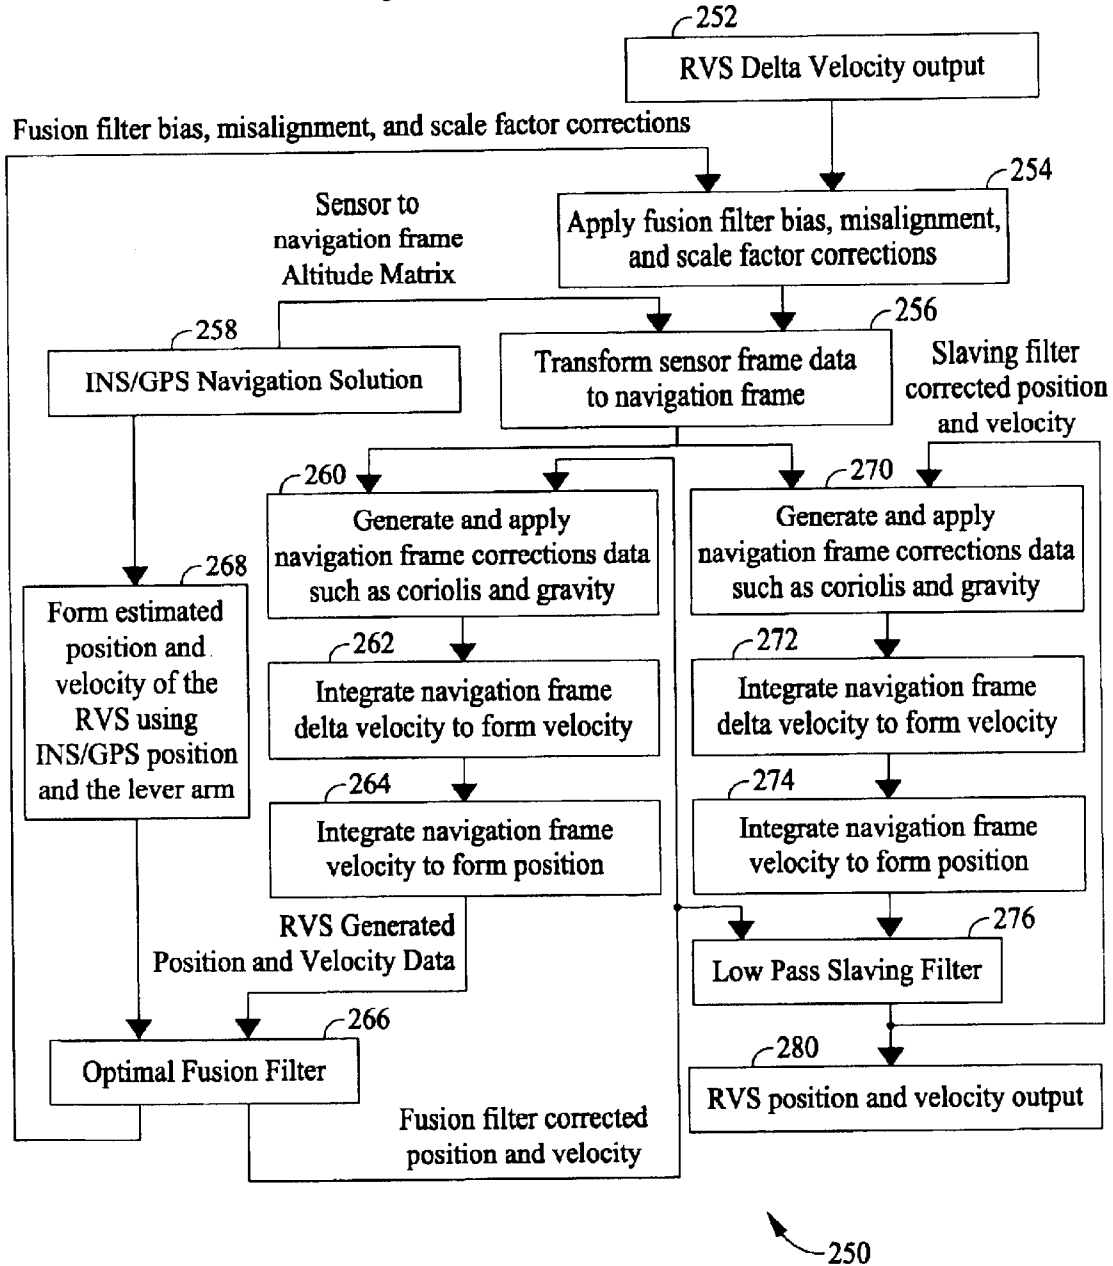 252
RVS Delta Velocity output
Fusion filter bias, misalignment, and scale factor corrections
254
Apply fusion filter bias, misalignment,
and scale factor corrections
Sensor to
navigation frame
Altitude Matrix
256
Transform sensor frame data
to navigation frame
258
INS/GPS Navigation Solution
Slaving filter
corrected position
and velocity
260
Generate and apply
navigation frame corrections data
such as coriolis and gravity
270
Generate and apply
navigation frame corrections data
such as coriolis and gravity
268
Form estimated
position and
velocity of the
RVS using
INS/GPS position
and the lever arm
262
Integrate navigation frame
delta velocity to form velocity
272
Integrate navigation frame
delta velocity to form velocity
264
Integrate navigation frame
velocity to form position
274
Integrate navigation frame
velocity to form position
RVS Generated
Position and Velocity Data
276
Low Pass Slaving Filter
266
Optimal Fusion Filter
280
RVS position and velocity output
Fusion filter corrected
position and velocity
250